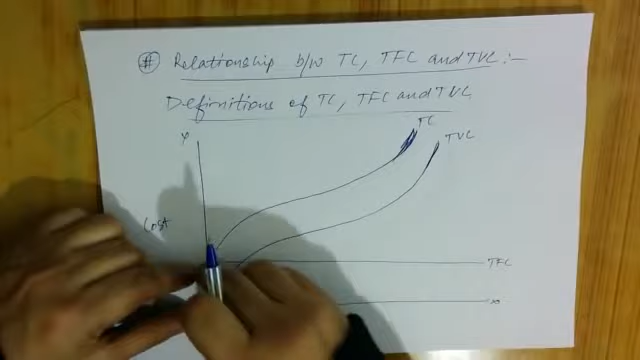 # Relationship b/w TC, TFC and TVC :-
Definitions of TC, TFC and TVC
TC
Y
TVC
Cost
TFC
x